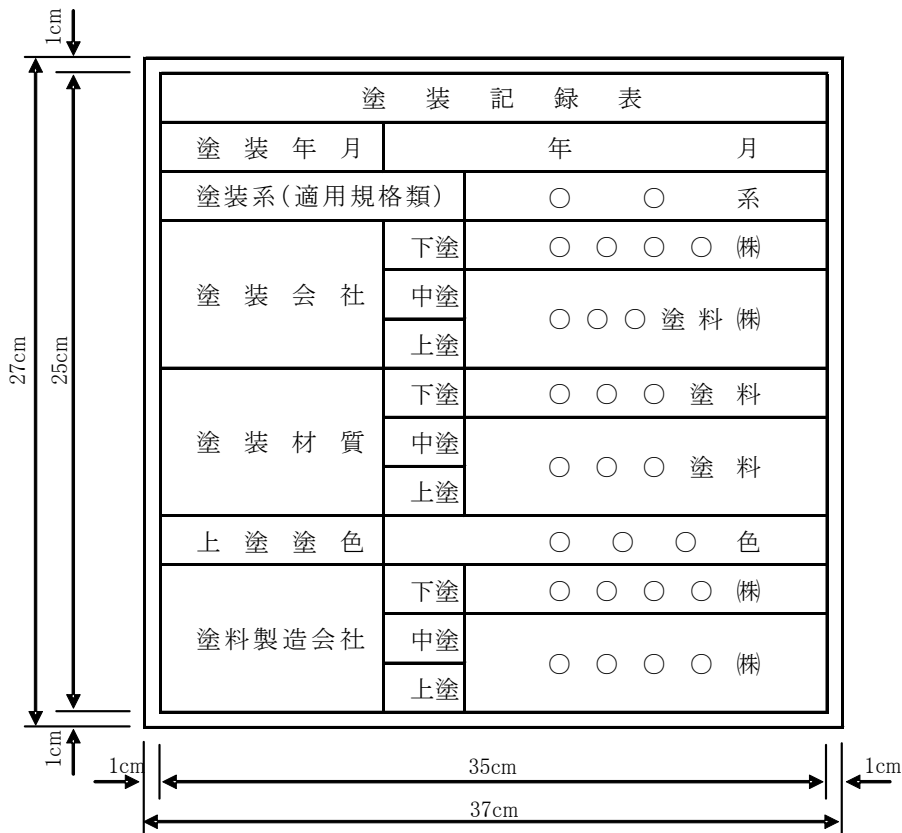 1cm
塗装記録表
塗装年月 年 月
塗装系(適用規格類) ○ ○ 系
塗装会社 下塗 ○○○○㈱
中塗 ○○○塗料㈱
上塗
塗装材質 下塗 ○○○塗料
中塗 ○○○塗料
上塗
上塗塗色 ○○○色
塗料製造会社 下塗 ○○○○㈱
中塗 ○○○○㈱
上塗
27cm
25cm
1cm
1cm 35cm 1cm
37cm